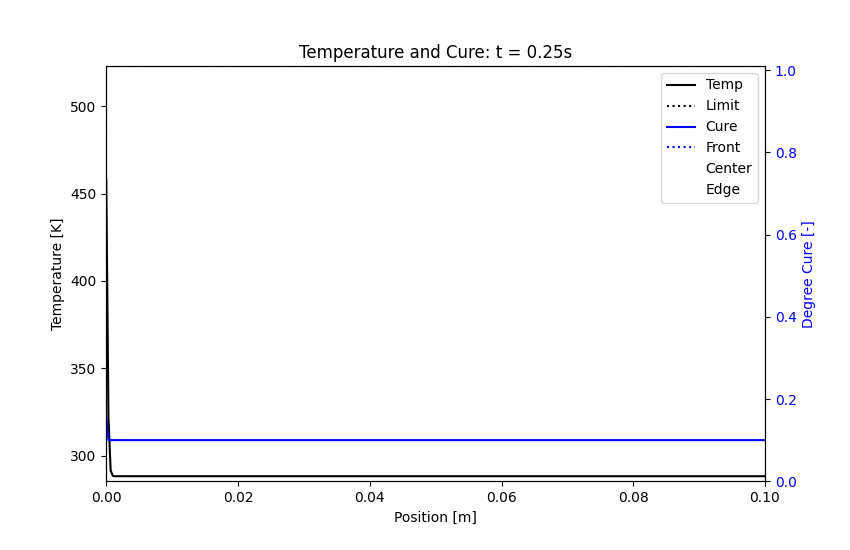 Temperature and Cure: t = 0.25s
Temp
Limit
Cure
Front
Center
Edge
500
450
400
350
300
Temperature [K]
1.0
0.8
0.6
0.4
0.2
0.0
Degree Cure [-]
0.00
0.02
0.04
0.06
0.08
0.10
Position [m]